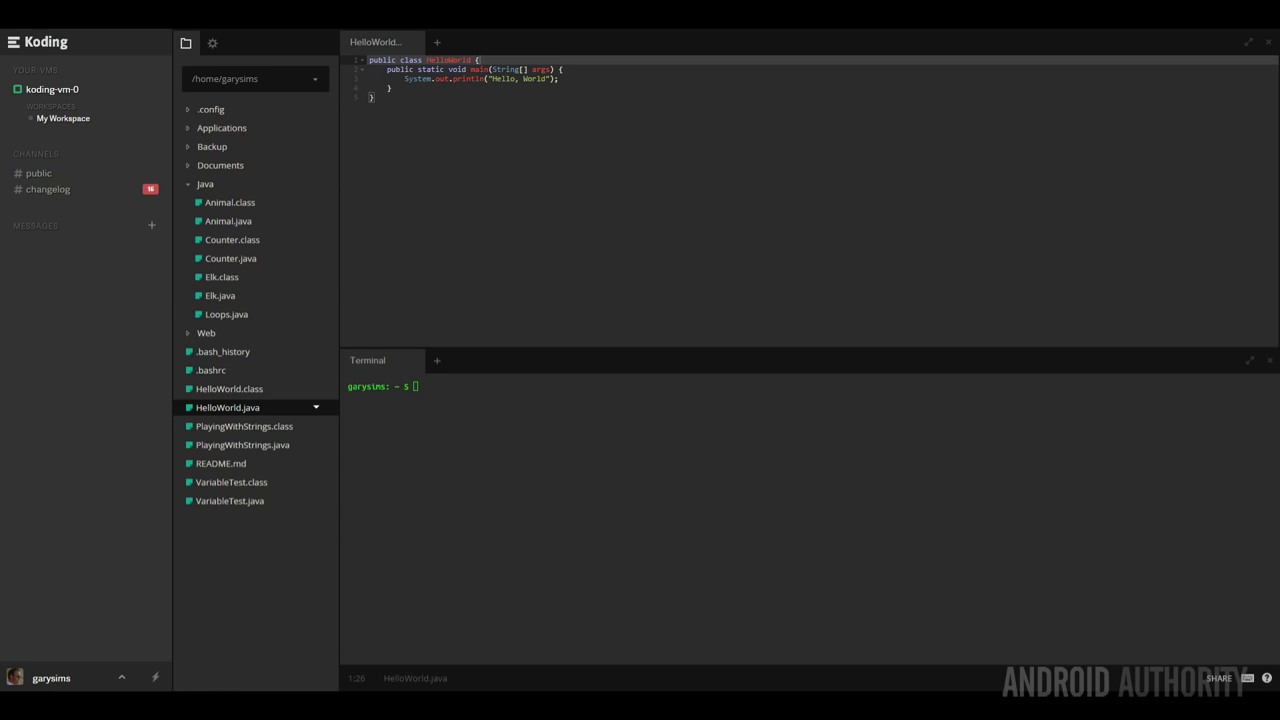 Koding
YOUR VMS
koding-vm-0
WORKSPACES
My Workspace
CHANNELS
# public
# changelog
16
MESSAGES
+
garysims
/home/garysims
.config
Applications
Backup
Documents
Java
Animal.class
Animal.java
Counter.class
Counter.java
Elk.class
Elk.java
Loops.java
Web
.bash_history
.bashrc
HelloWorld.class
HelloWorld.java
PlayingWithStrings.class
PlayingWithStrings.java
README.md
VariableTest.class
VariableTest.java
HelloWorld...
+
1 public class HelloWorld {
2 public static void main(String[] args) {
3 System.out.println("Hello, World");
4 }
5 }
Terminal
+
garysims: ~ $
1:26 HelloWorld.java
SHARE
ANDROID AUTHORITY